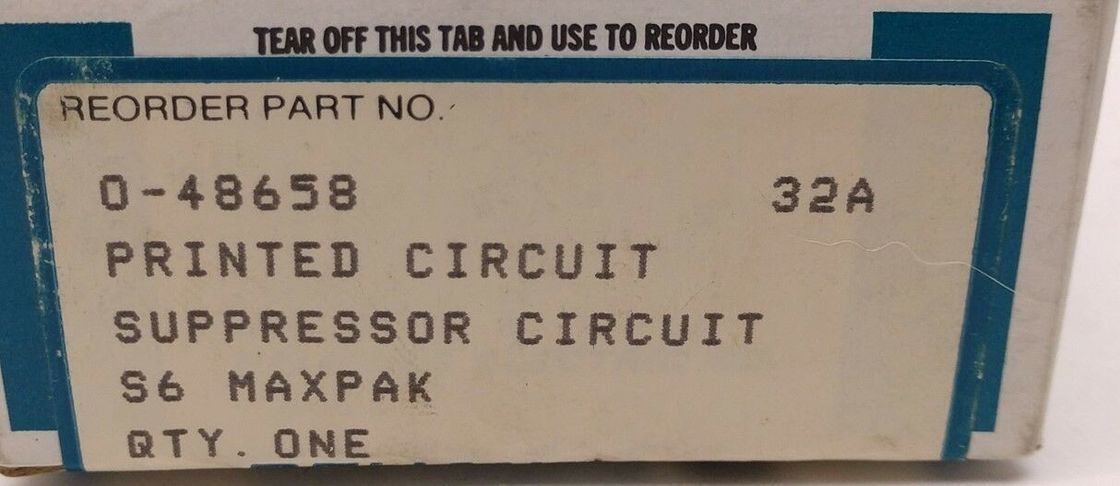 TEAR OFF THIS TAB AND USE TO REORDER
REORDER PART NO.
0-48658 32A
PRINTED CIRCUIT
SUPPRESSOR CIRCUIT
S6 MAXPAK
QTY. ONE